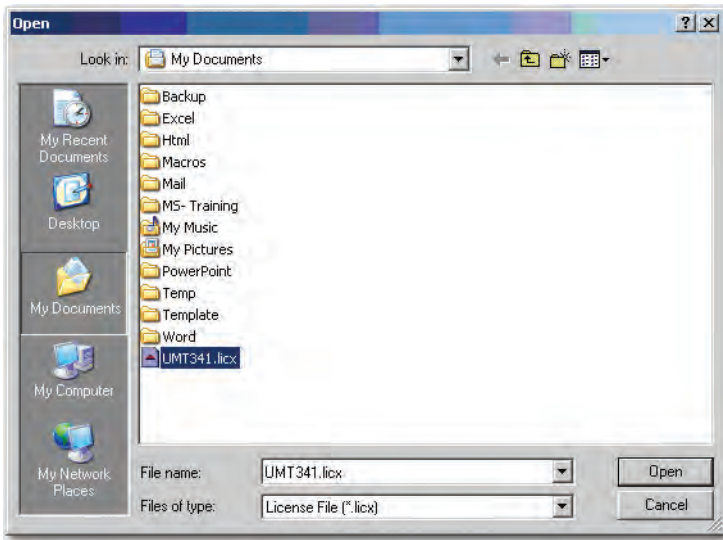 Open
Look in:
My Documents
My Recent
Documents
Desktop
My Documents
My Computer
My Network
Places
Backup
Excel
Html
Macros
Mail
MS- Training
My Music
My Pictures
PowerPoint
Temp
Template
Word
UMT341.licx
File name:
UMT341.licx
Open
Files of type:
License File (*.licx)
Cancel